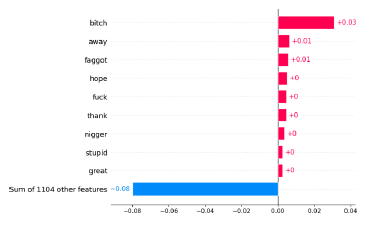 bitch +0.03
away +0.01
faggot +0.01
hope +0
fuck +0
thank +0
nigger +0
stupid +0
great +0
Sum of 1104 other features −0.08
−0.08 −0.06 −0.04 −0.02 0.00 0.02 0.04